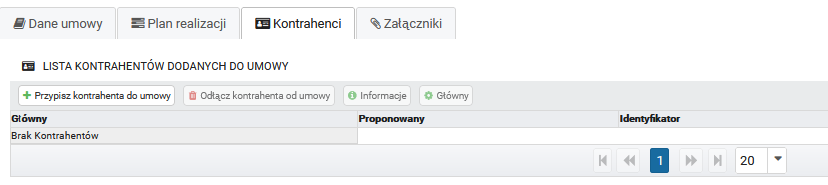 Dane umowy Plan realizacji Kontrahenci Załączniki
LISTA KONTRAHENTÓW DODANYCH DO UMOWY
Przypisz kontrahenta do umowy Odłącz kontrahenta od umowy Informacje Główny
Główny Proponowany Identyfikator
Brak Kontrahentów
1 20